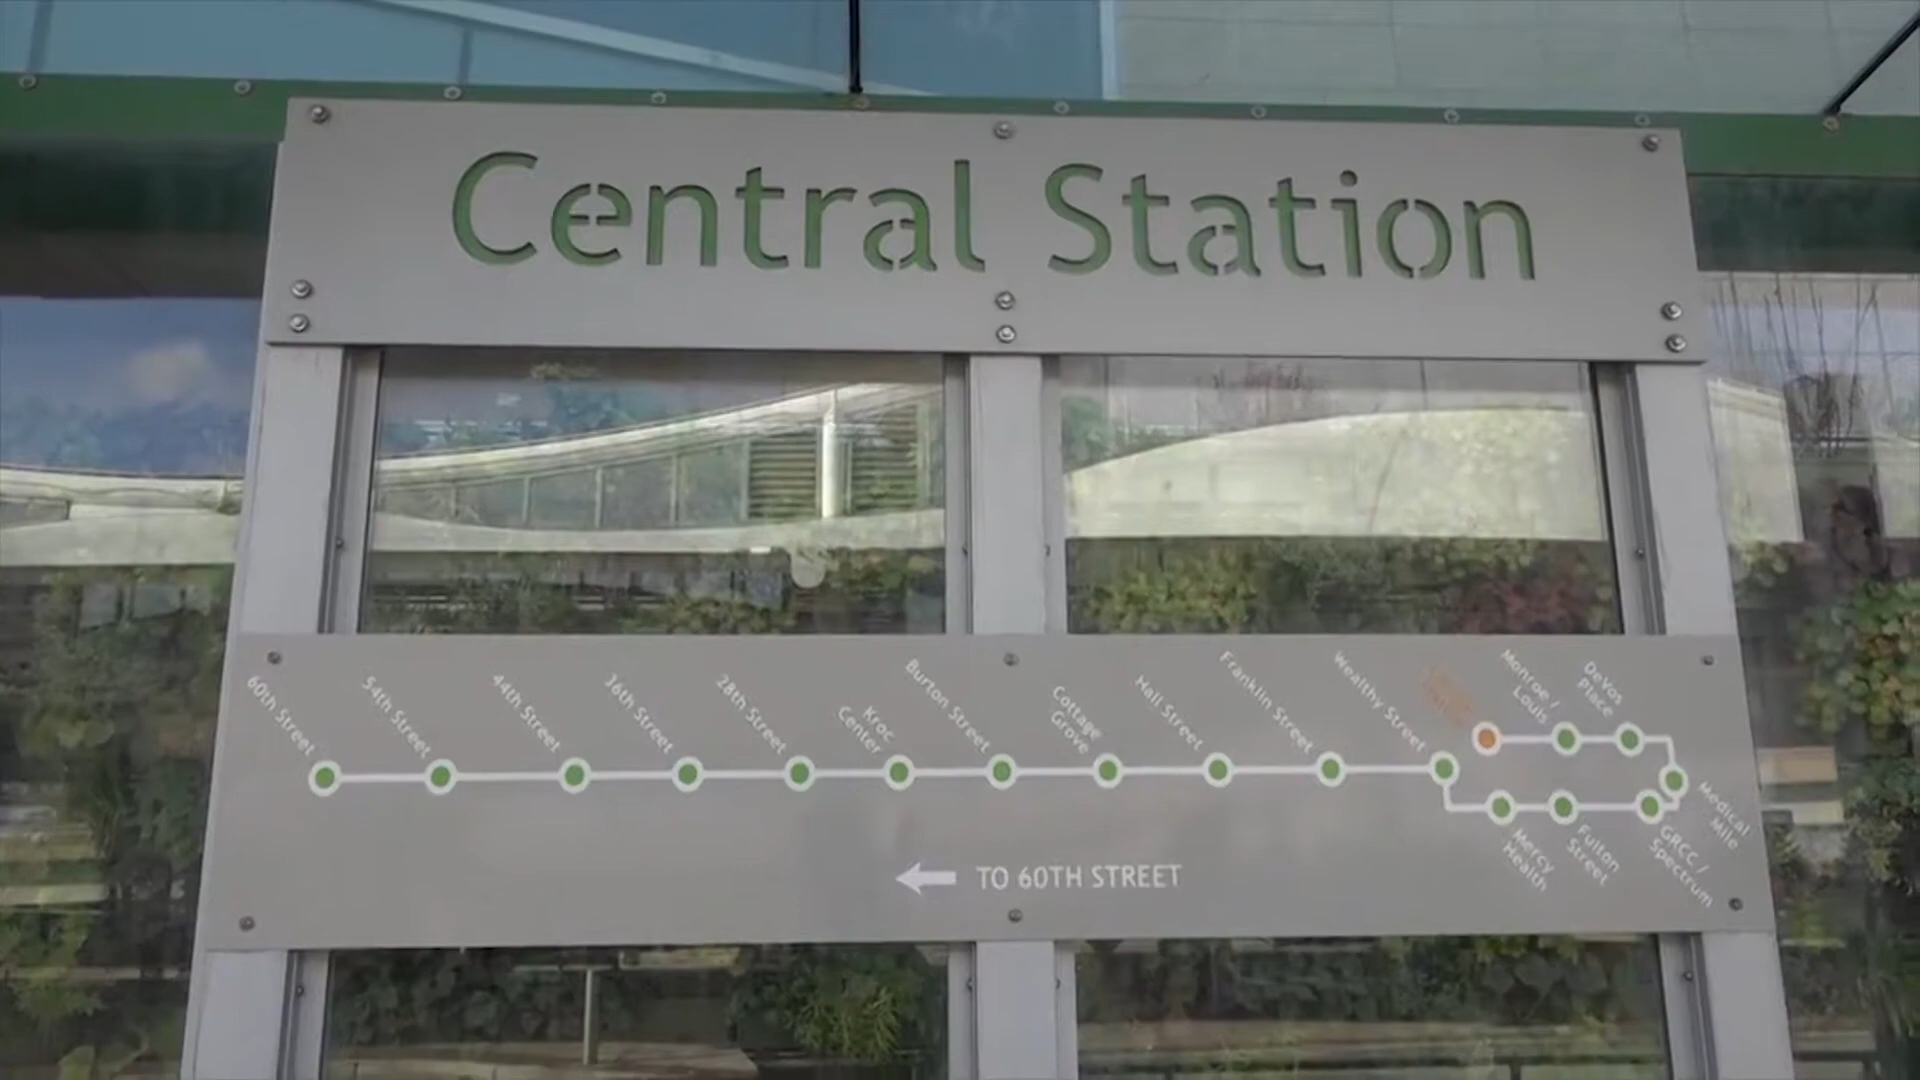 Central Station
60th Street
54th Street
44th Street
36th Street
28th Street
Kroc
Center
Burton Street
Cottage
Grove
Hall Street
Franklin Street
Wealthy Street
Monroe/
Louis
DeVos
Place
Medical
Mile
GRCC/
Spectrum
Fulton
Street
Mercy
Health
TO 60TH STREET